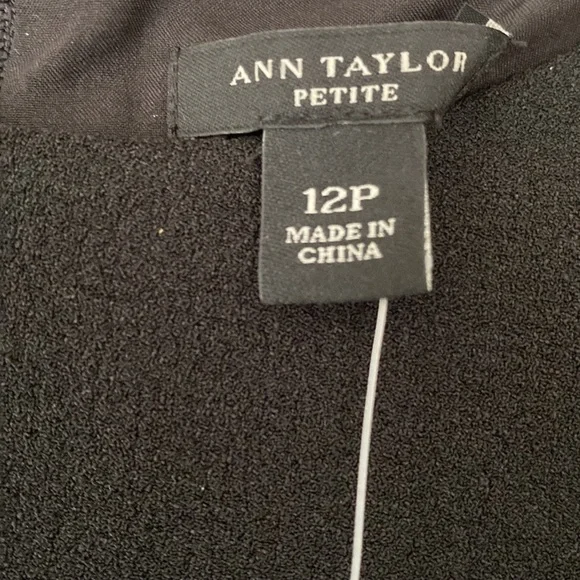 ANN TAYLOR
PETITE
12P
MADE IN
CHINA